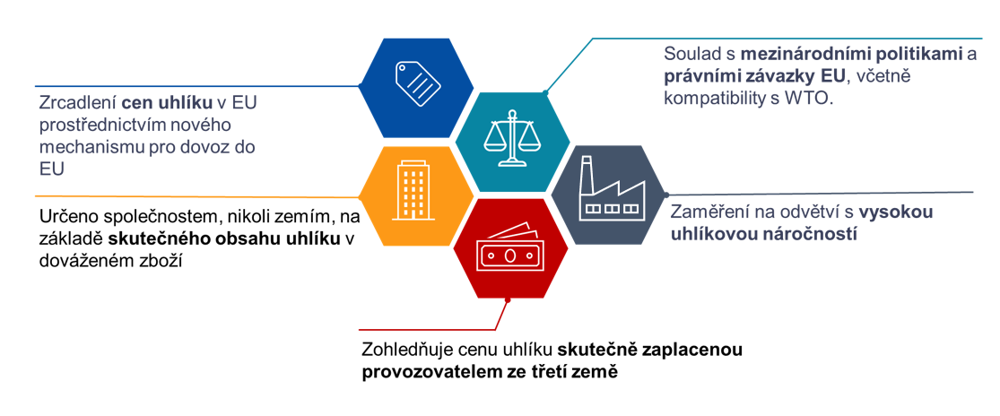 Zrcadlení cen uhlíku v EU
prostřednictvím nového
mechanismu pro dovoz do
EU
Soulad s mezinárodními politikami a
právními závazky EU, včetně
kompatibility s WTO.
Určeno společnostem, nikoli zemím, na
základě skutečného obsahu uhlíku v
dováženém zboží
Zaměření na odvětví s vysokou
uhlíkovou náročností
Zohledňuje cenu uhlíku skutečně zaplacenou
provozovatelem ze třetí země